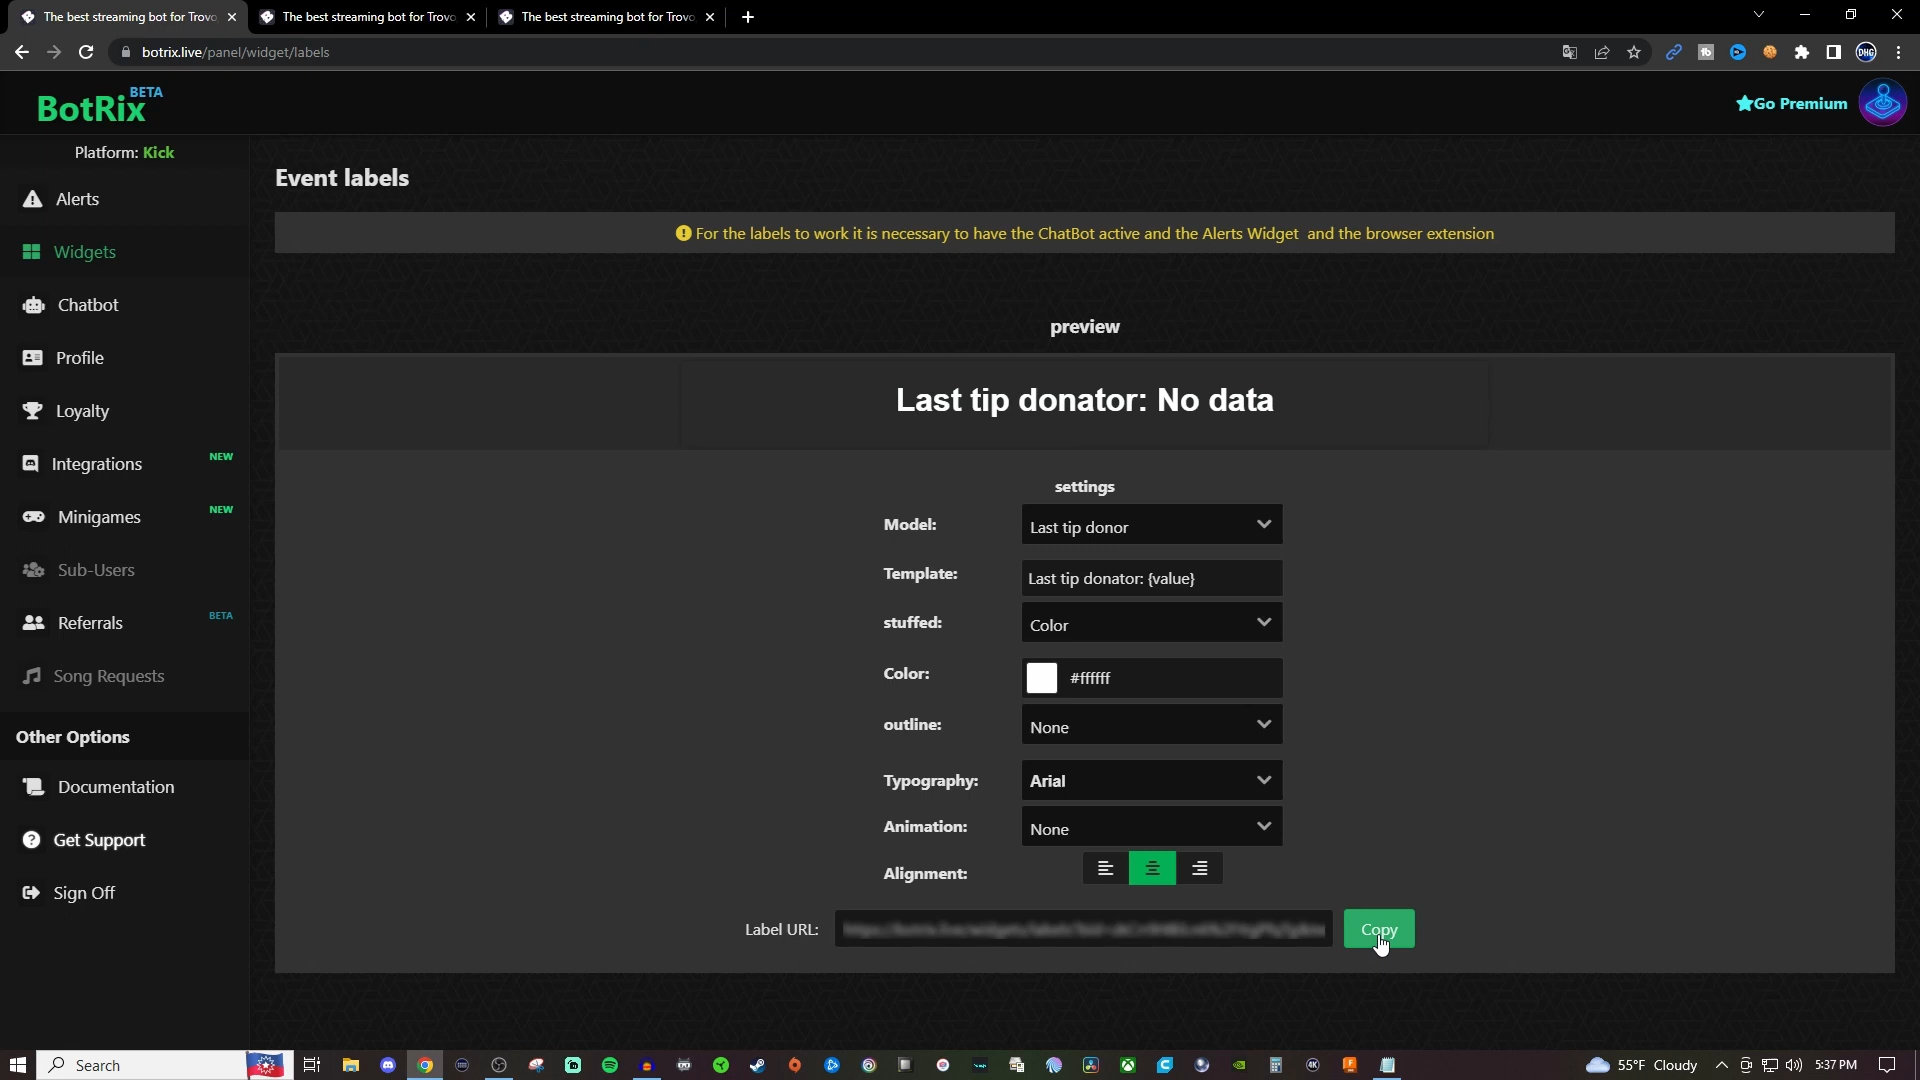 The best streaming bot for Trovo
The best streaming bot for Trovo
The best streaming bot for Trovo
botrix.live/panel/widget/labels
BotRix BETA
Go Premium
Platform: Kick
Alerts
Widgets
Chatbot
Profile
Loyalty
Integrations NEW
Minigames NEW
Sub-Users
Referrals BETA
Song Requests
Other Options
Documentation
Get Support
Sign Off
Event labels
For the labels to work it is necessary to have the ChatBot active and the Alerts Widget and the browser extension
preview
Last tip donator: No data
settings
Model: Last tip donor
Template: Last tip donator: {value}
stuffed: Color
Color: #ffffff
outline: None
Typography: Arial
Animation: None
Alignment:
Label URL: Copy
Search
55°F Cloudy
5:37 PM